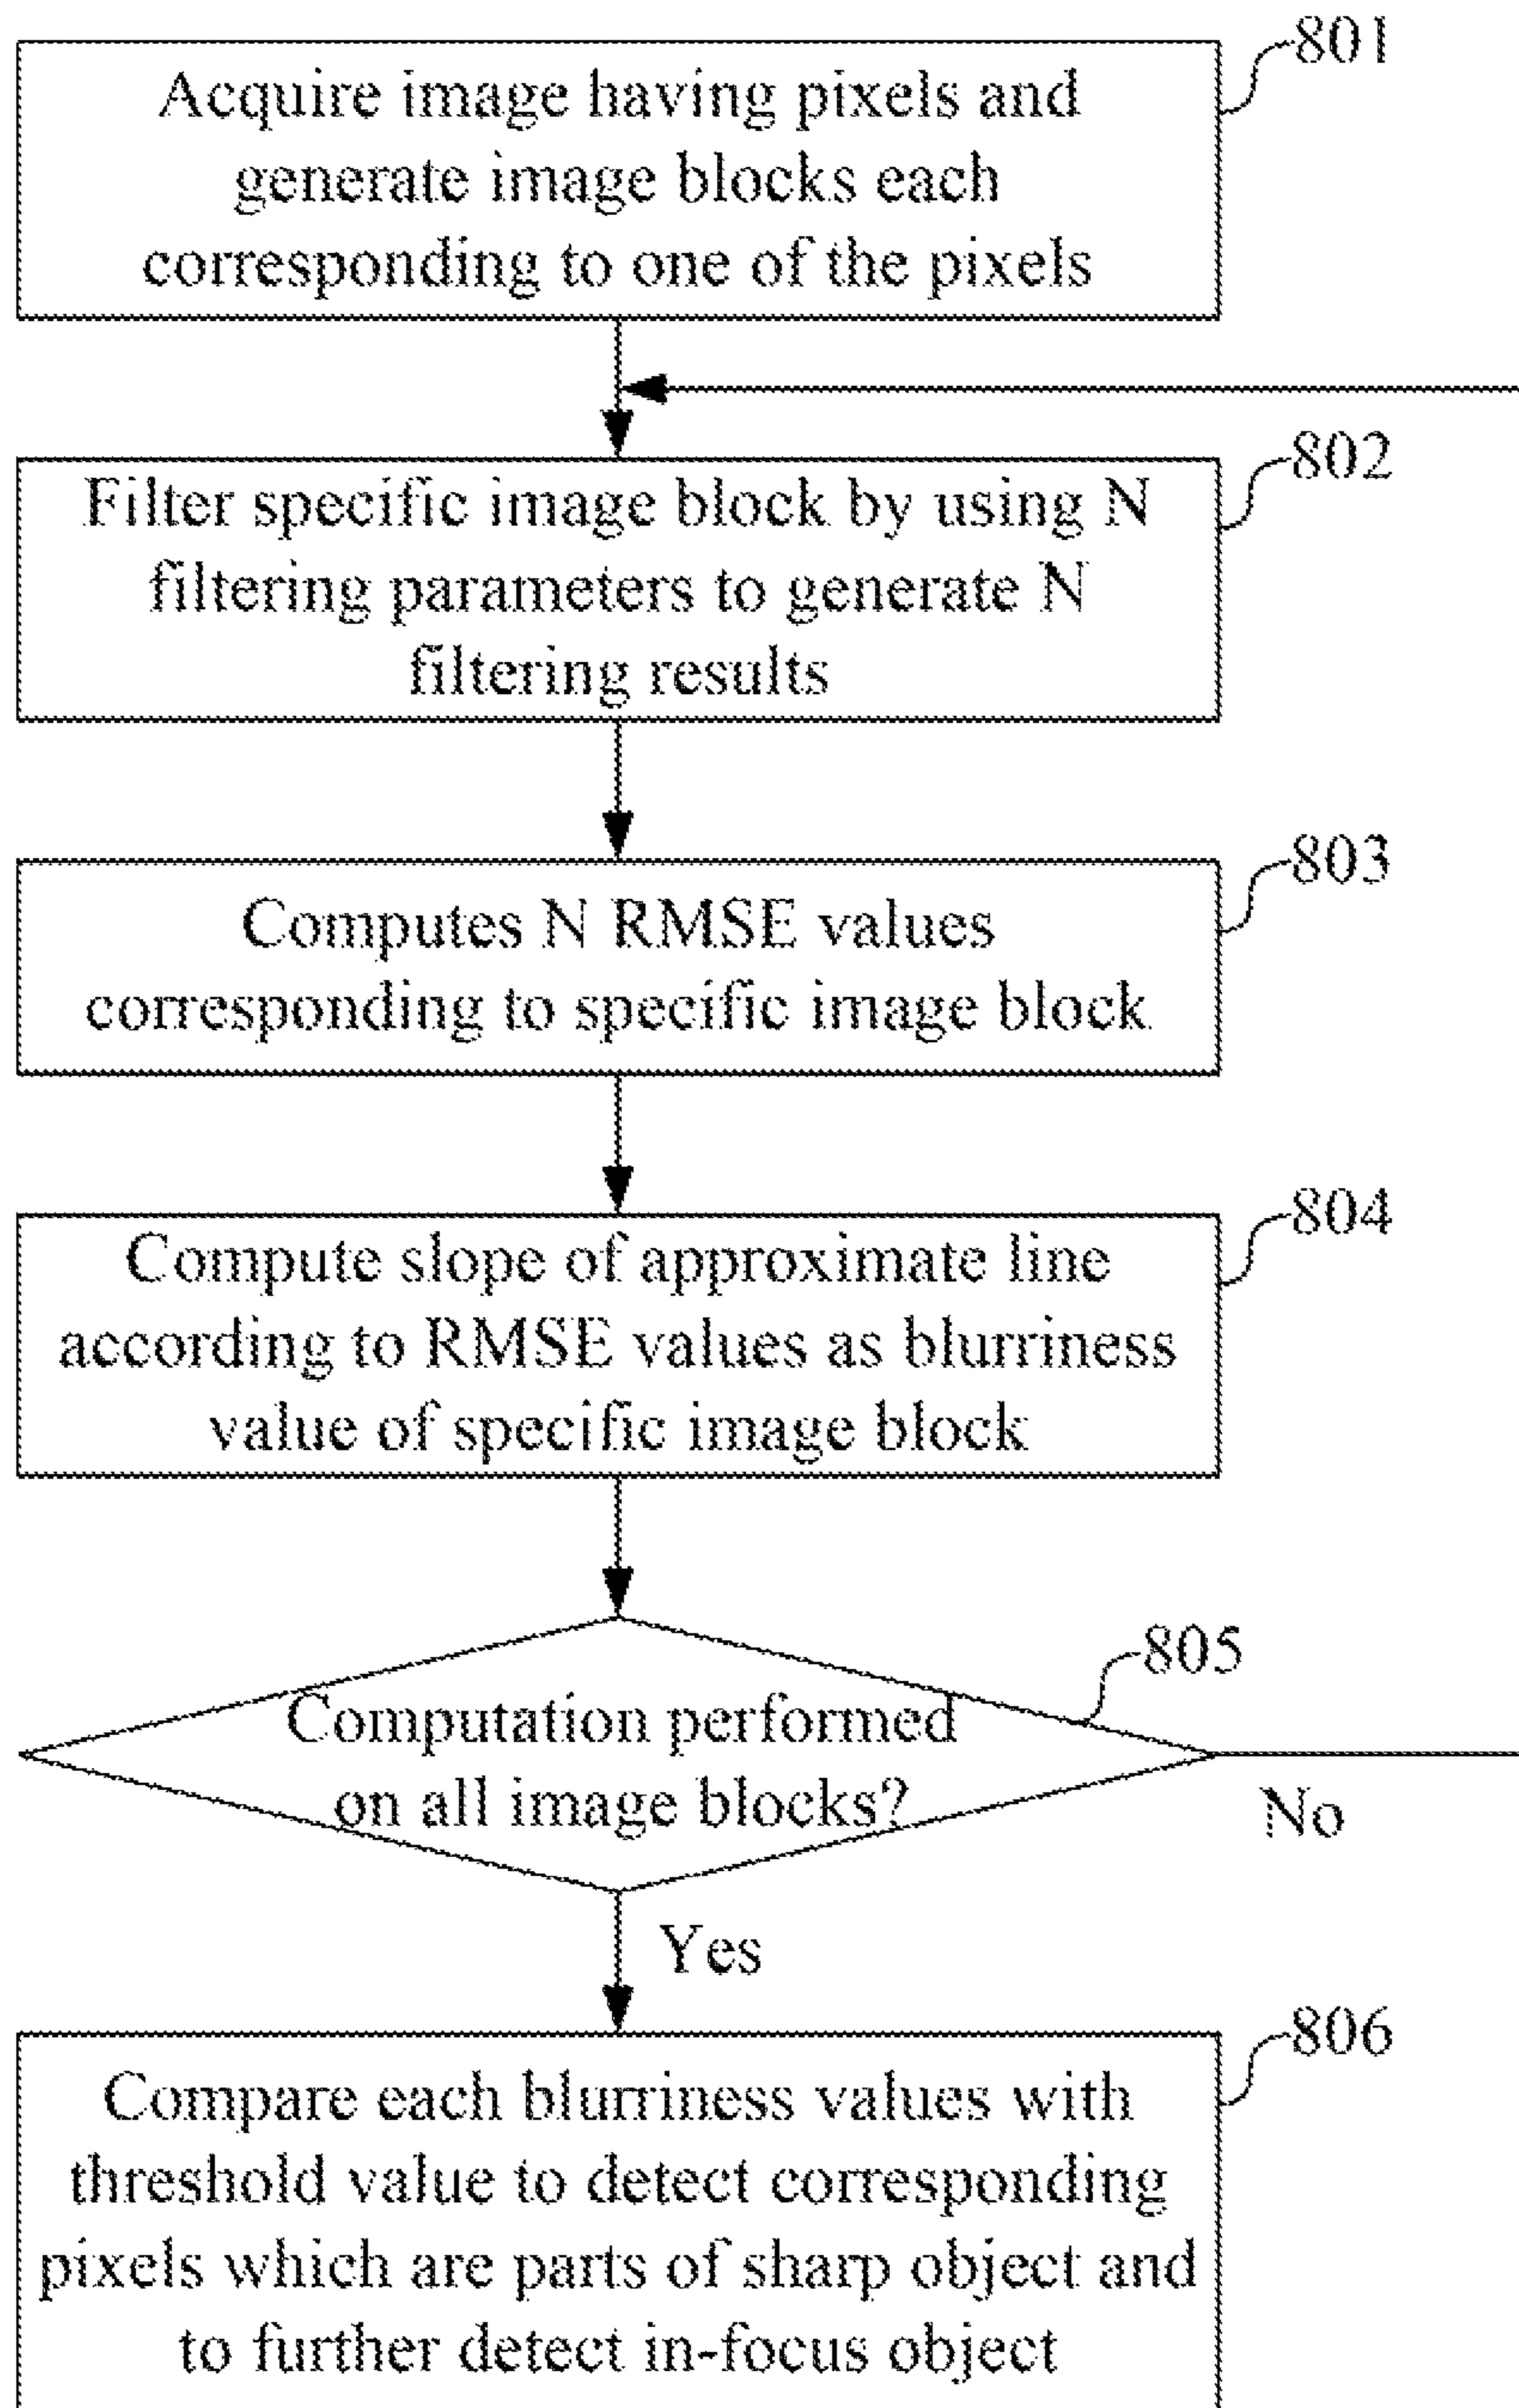 801
Acquire image having pixels and
generate image blocks each
corresponding to one of the pixels
802
Filter specific image block by using N
filtering parameters to generate N
filtering results
803
Computes N RMSE values
corresponding to specific image block
804
Compute slope of approximate line
according to RMSE values as blurriness
value of specific image block
805
Computation performed
on all image blocks?
No
Yes
806
Compare each blurriness values with
threshold value to detect corresponding
pixels which are parts of sharp object and
to further detect in-focus object